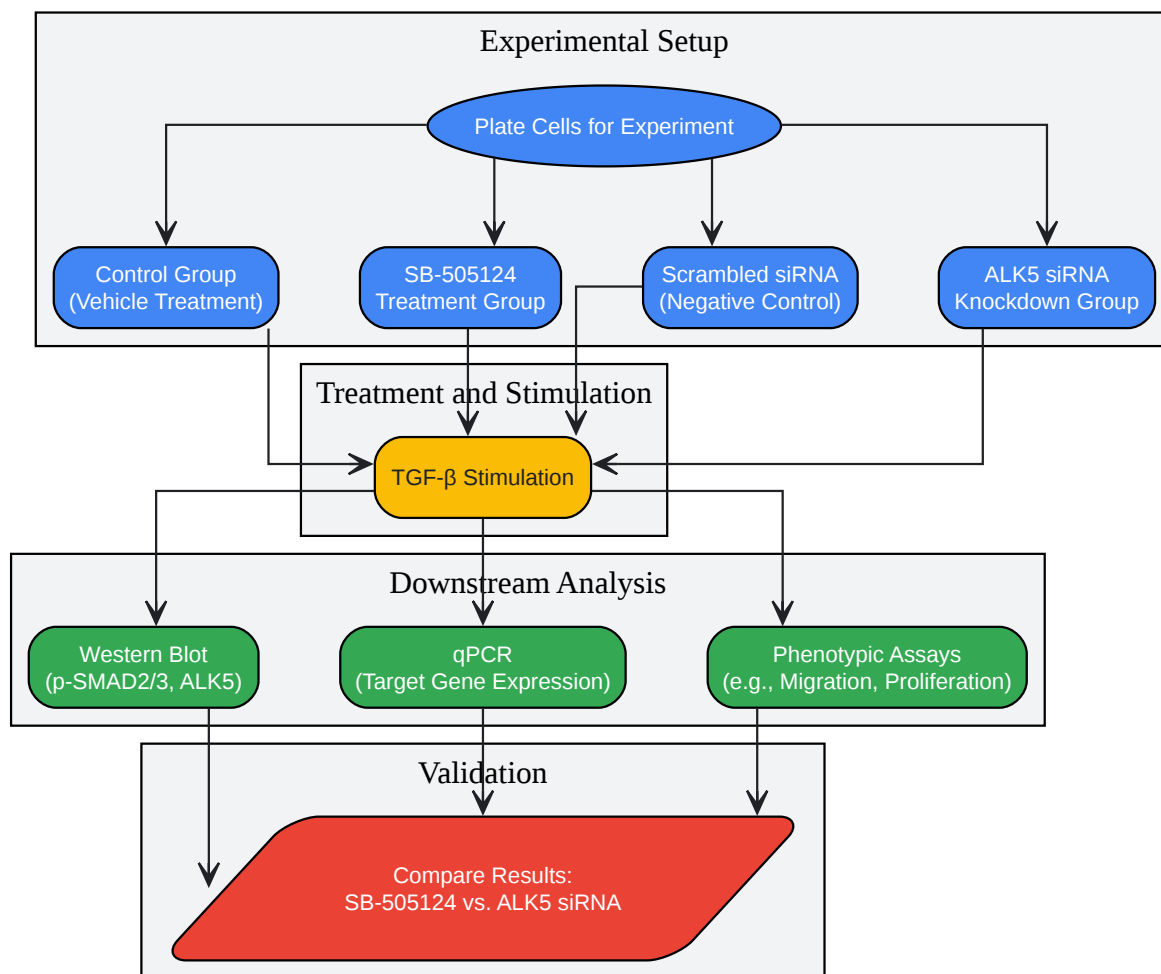 Experimental Setup
Plate Cells for Experiment
Control Group
(Vehicle Treatment)
SB-505124
Treatment Group
Scrambled siRNA
(Negative Control)
ALK5 siRNA
Knockdown Group
Treatment and Stimulation
TGF-β Stimulation
Downstream Analysis
Western Blot
(p-SMAD2/3, ALK5)
qPCR
(Target Gene Expression)
Phenotypic Assays
(e.g., Migration, Proliferation)
Validation
Compare Results:
SB-505124 vs. ALK5 siRNA